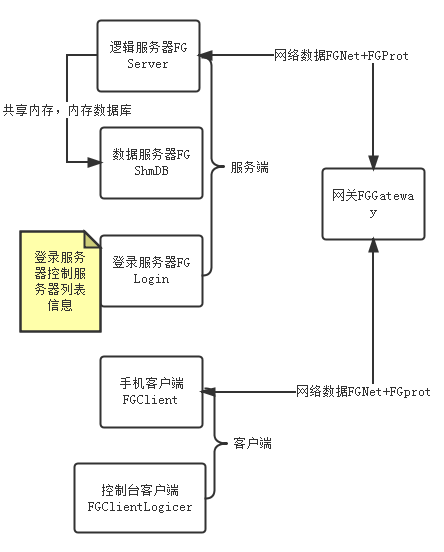 逻辑服务器FG
Server
网络数据FGNet+FGProt
共享内存，内存数据库
数据服务器FG
ShmDB
服务端
网关FGGatewa
y
登录服务
器控制服
务器列表
信息
登录服务器FG
Login
手机客户端
FGClient
网络数据FGNet+FGprot
客户端
控制台客户端
FGClientLogicer